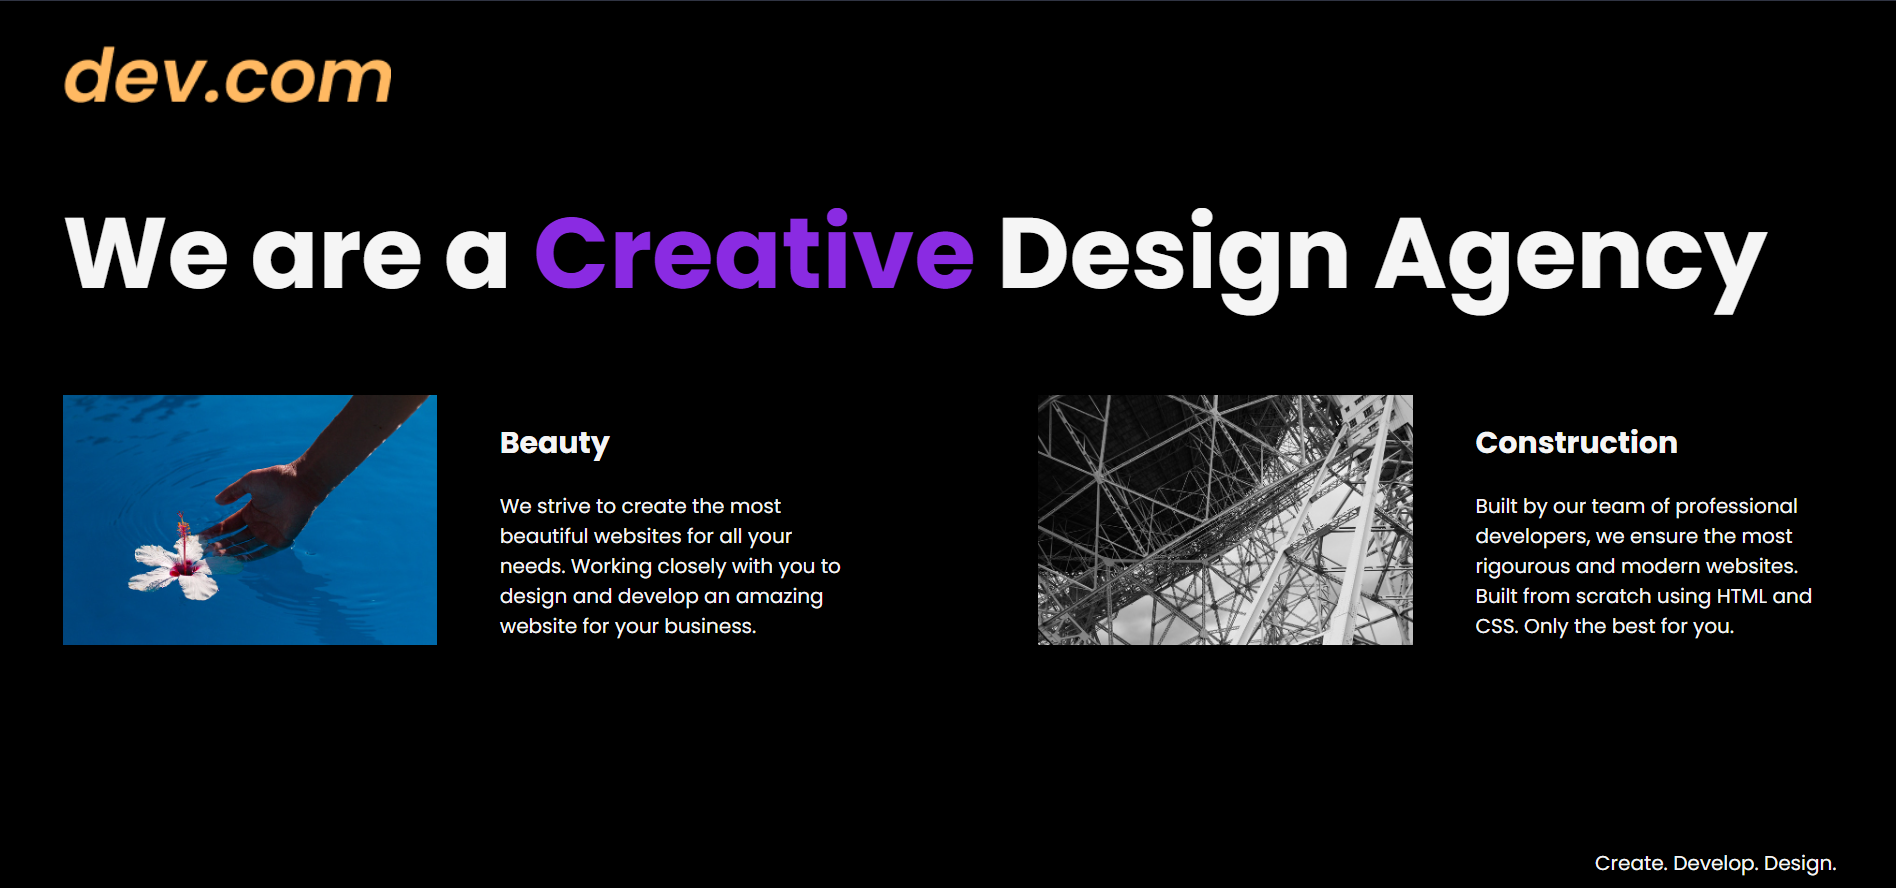 dev.com
We are a Creative Design Agency
Beauty
We strive to create the most
beautiful websites for all your
needs. Working closely with you to
design and develop an amazing
website for your business.
Construction
Built by our team of professional
developers, we ensure the most
rigourous and modern websites.
Built from scratch using HTML and
CSS. Only the best for you.
Create. Develop. Design.